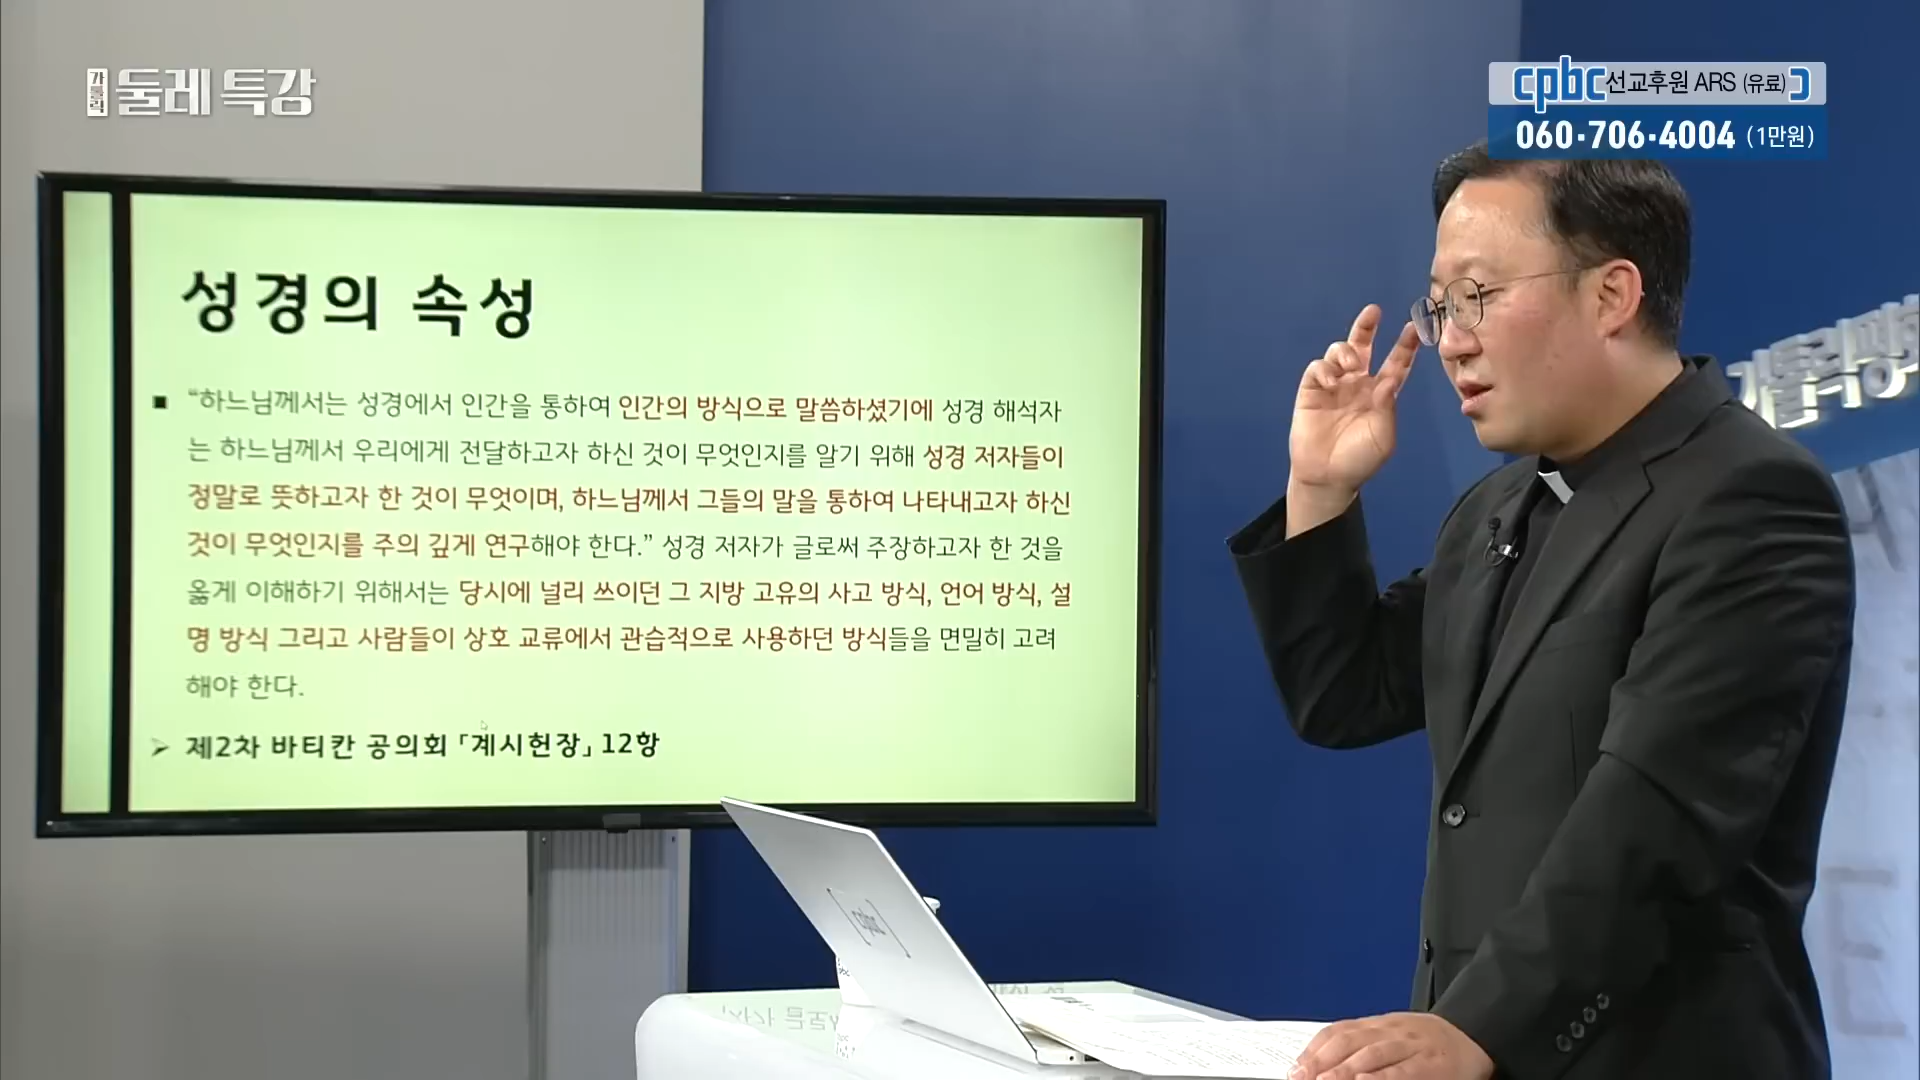 가톨릭
둘레 특강
cpbc 선교후원 ARS (유료)
060·706·4004 (1만원)
성경의 속성
■ “하느님께서는 성경에서 인간을 통하여 인간의 방식으로 말씀하셨기에 성경 해석자
는 하느님께서 우리에게 전달하고자 하신 것이 무엇인지를 알기 위해 성경 저자들이
정말로 뜻하고자 한 것이 무엇이며, 하느님께서 그들의 말을 통하여 나타내고자 하신
것이 무엇인지를 주의 깊게 연구해야 한다.” 성경 저자가 글로써 주장하고자 한 것을
옳게 이해하기 위해서는 당시에 널리 쓰이던 그 지방 고유의 사고 방식, 언어 방식, 설
명 방식 그리고 사람들이 상호 교류에서 관습적으로 사용하던 방식들을 면밀히 고려
해야 한다.
➢ 제2차 바티칸 공의회 「계시헌장」 12항
가톨릭평화
cpbc